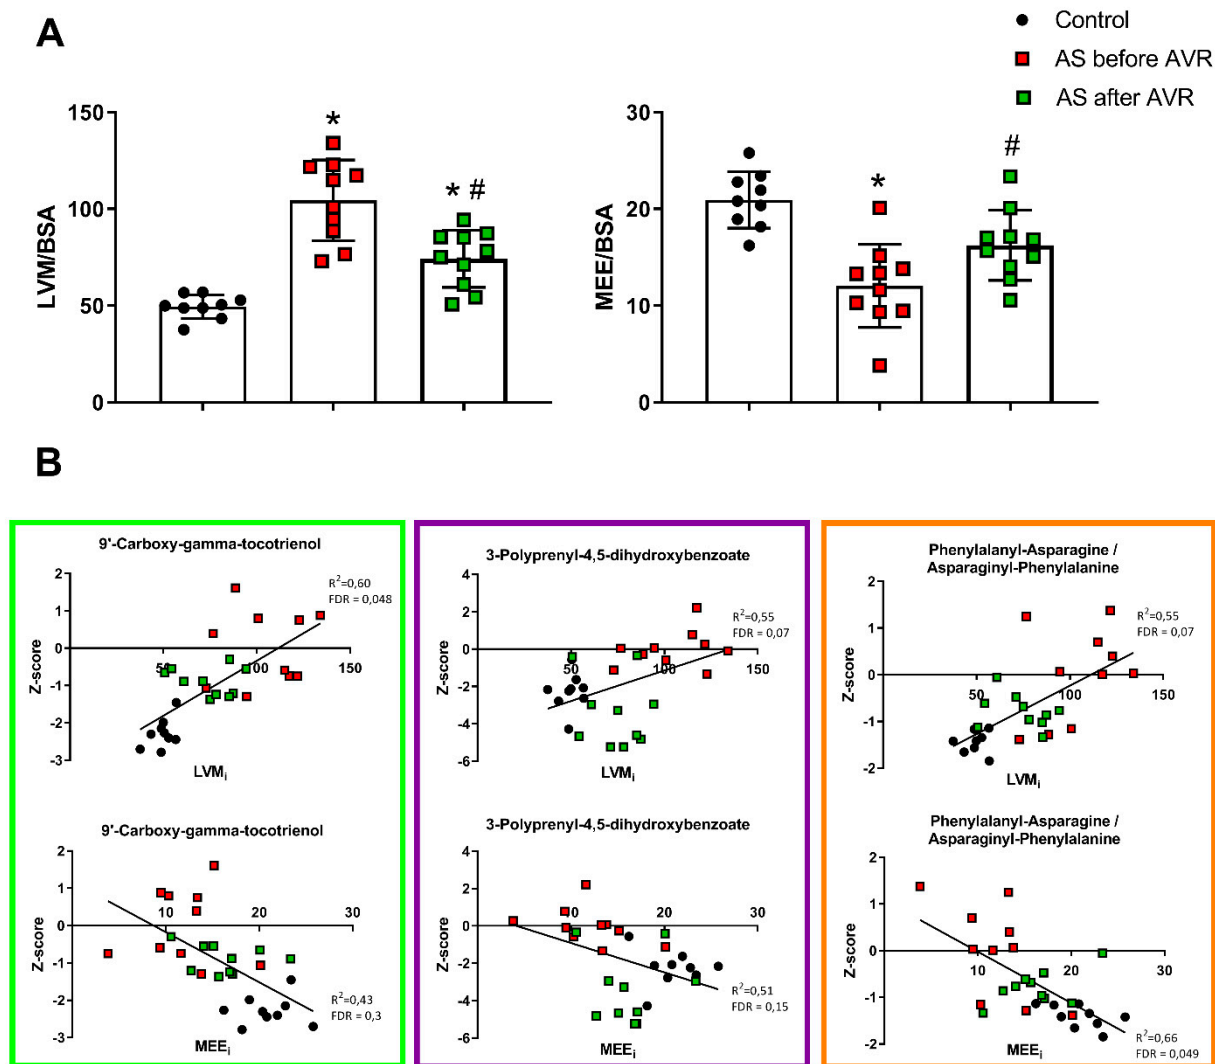 A
Control
AS before AVR
AS after AVR
LVM/BSA
150
100
50
0
*
* #
MEE/BSA
30
20
10
0
*
#
B
9'-Carboxy-gamma-tocotrienol
Z-score
2
1
0
-1
-2
-3
50
100
150
R²=0,60
FDR = 0,048
LVMi
3-Polyprenyl-4,5-dihydroxybenzoate
Z-score
4
2
0
-2
-4
-6
50
100
150
R²=0,55
FDR = 0,07
LVMi
Phenylalanyl-Asparagine /
Asparaginyl-Phenylalanine
Z-score
2
1
0
-1
-2
50
100
150
R²=0,55
FDR = 0,07
LVMi
9'-Carboxy-gamma-tocotrienol
Z-score
2
1
0
-1
-2
-3
10
20
30
R²=0,43
FDR = 0,3
MEEi
3-Polyprenyl-4,5-dihydroxybenzoate
Z-score
4
2
0
-2
-4
-6
10
20
30
R²=0,51
FDR = 0,15
MEEi
Phenylalanyl-Asparagine /
Asparaginyl-Phenylalanine
Z-score
2
1
0
-1
-2
10
20
30
R²=0,66
FDR = 0,049
MEEi